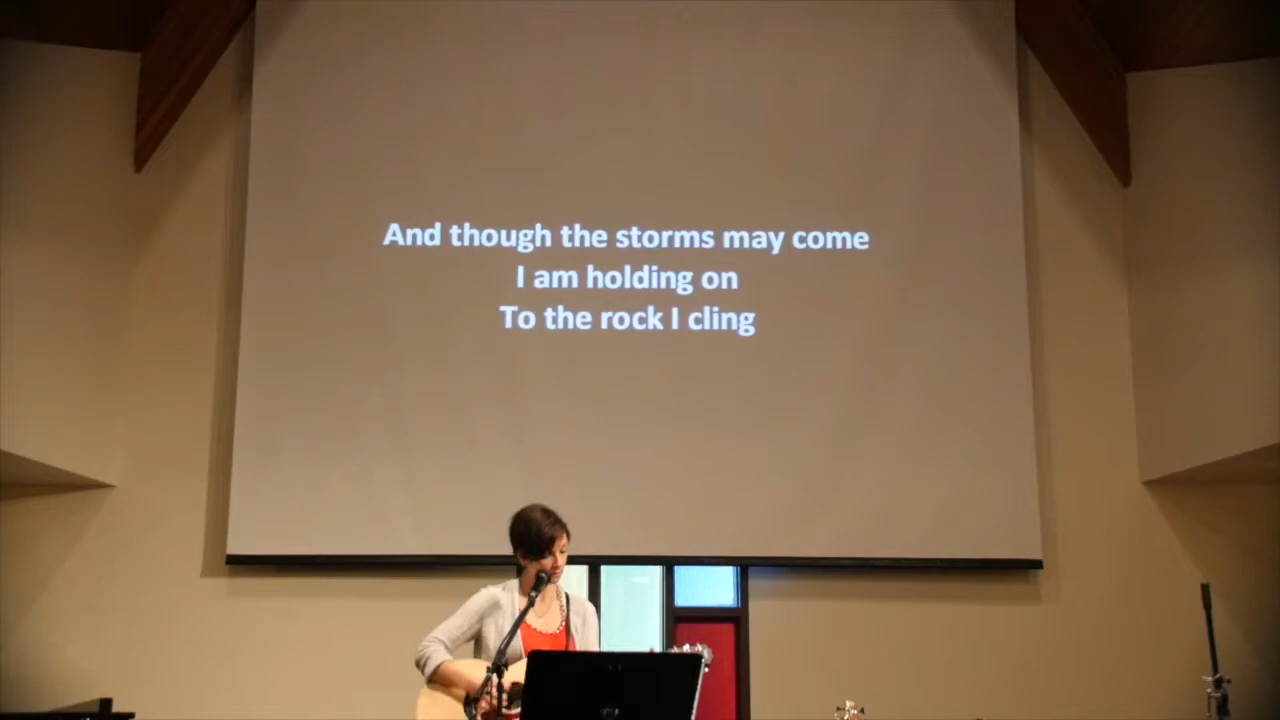 And though the storms may come
I am holding on
To the rock I cling